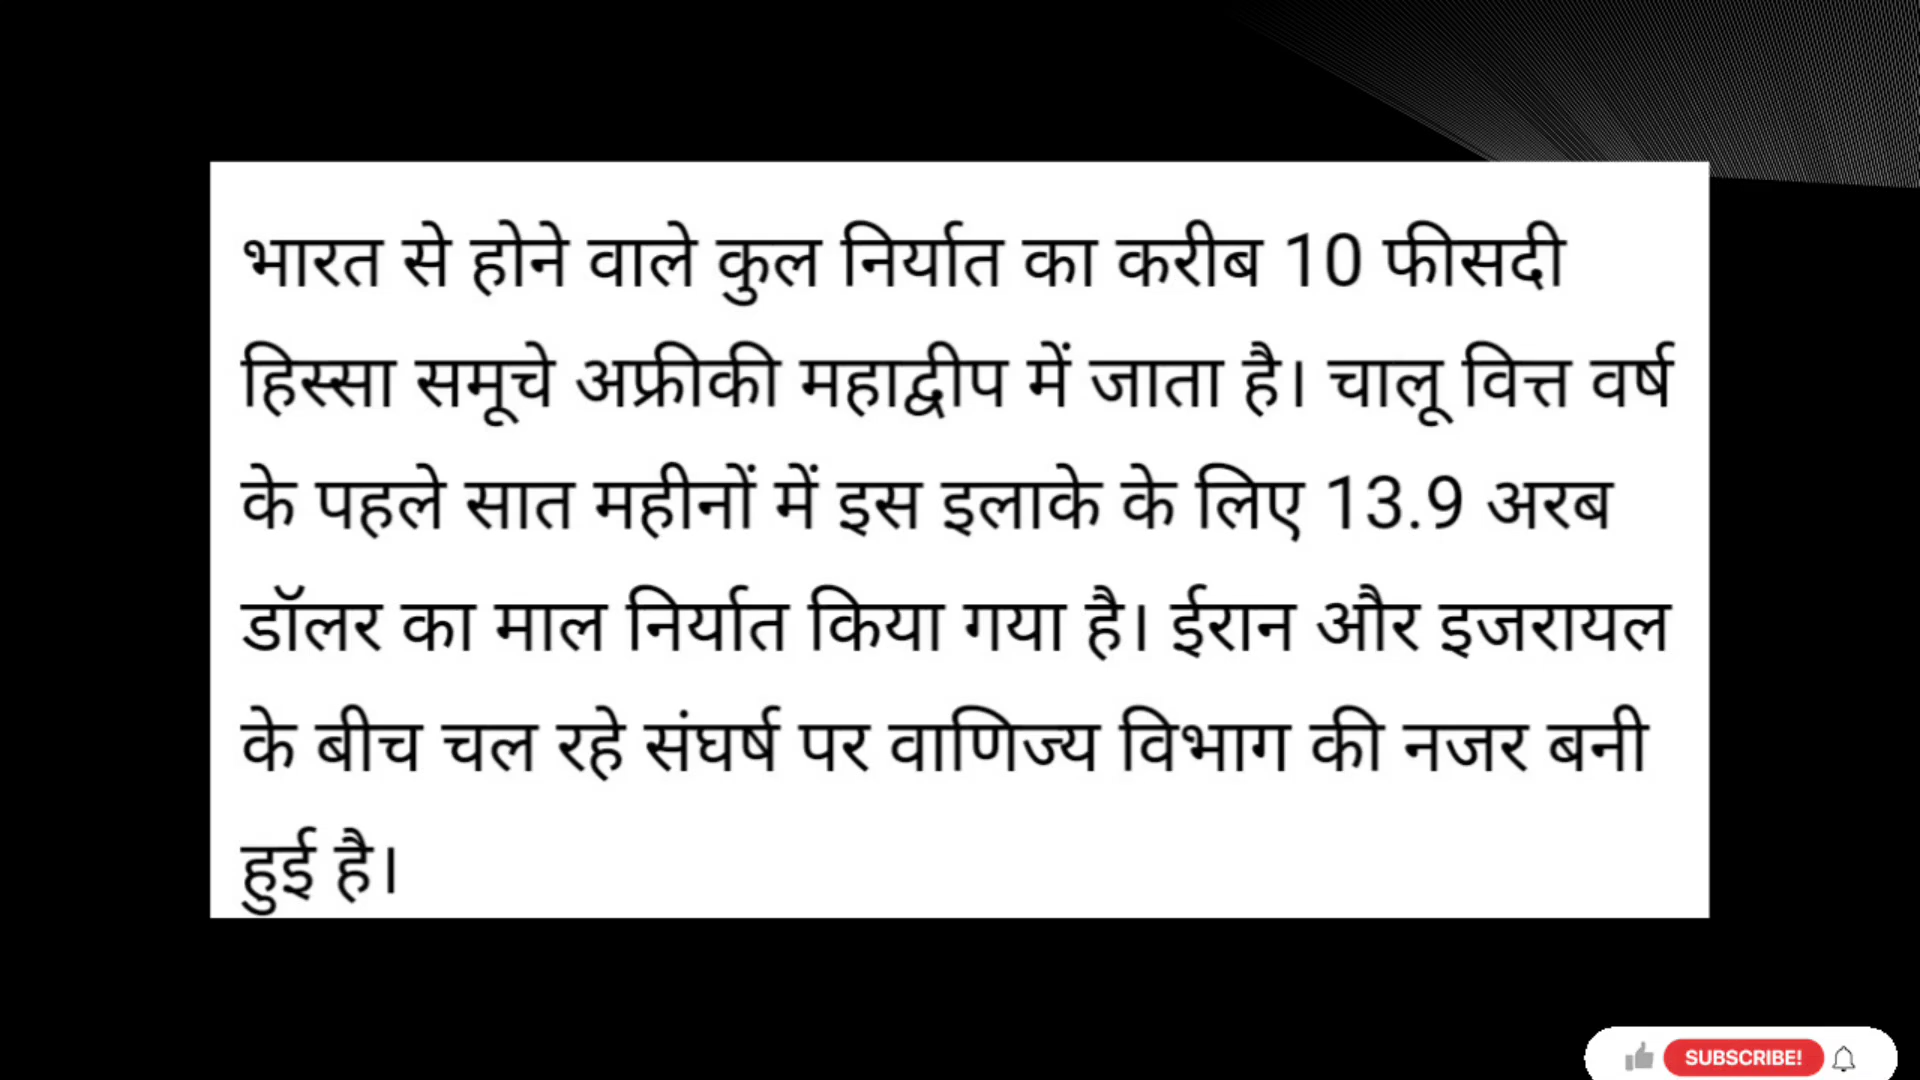 भारत से होने वाले कुल निर्यात का करीब 10 फीसदी
हिस्सा समूचे अफ्रीकी महाद्वीप में जाता है। चालू वित्त वर्ष
के पहले सात महीनों में इस इलाके के लिए 13.9 अरब
डॉलर का माल निर्यात किया गया है। ईरान और इजरायल
के बीच चल रहे संघर्ष पर वाणिज्य विभाग की नजर बनी
हुई है।
SUBSCRIBE!